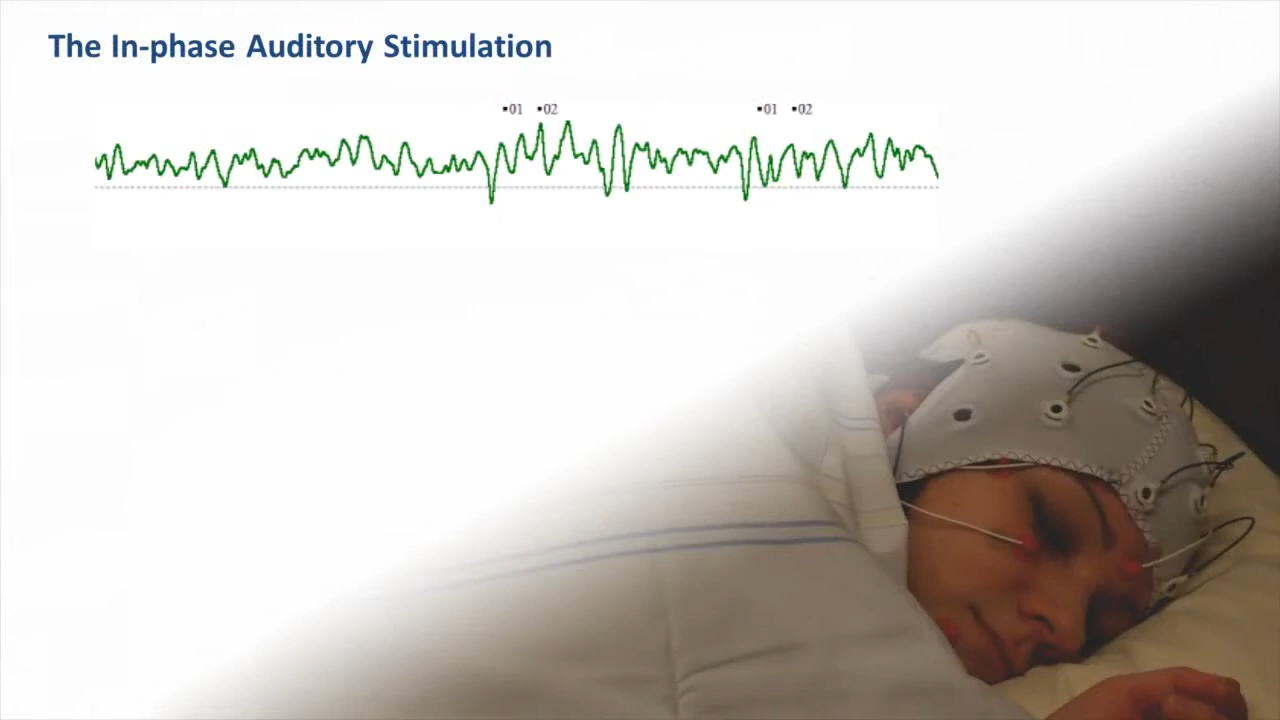 The In-phase Auditory Stimulation
▪01 ▪02 ▪01 ▪02